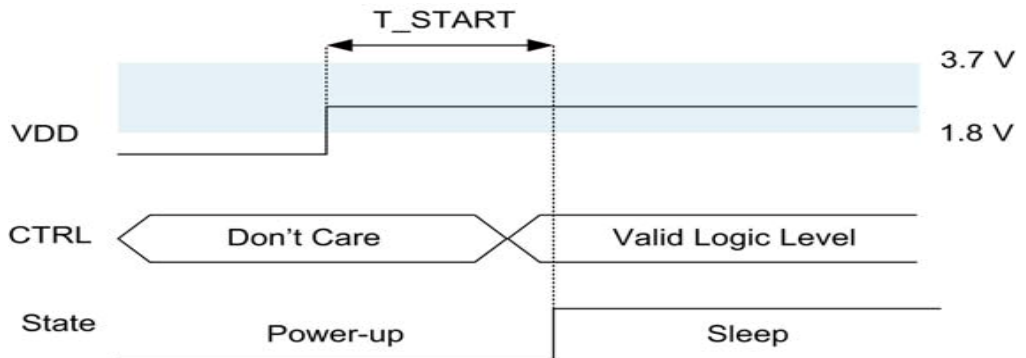 T_START
3.7 V
VDD
1.8 V
CTRL
Don't Care
Valid Logic Level
State
Power-up
Sleep